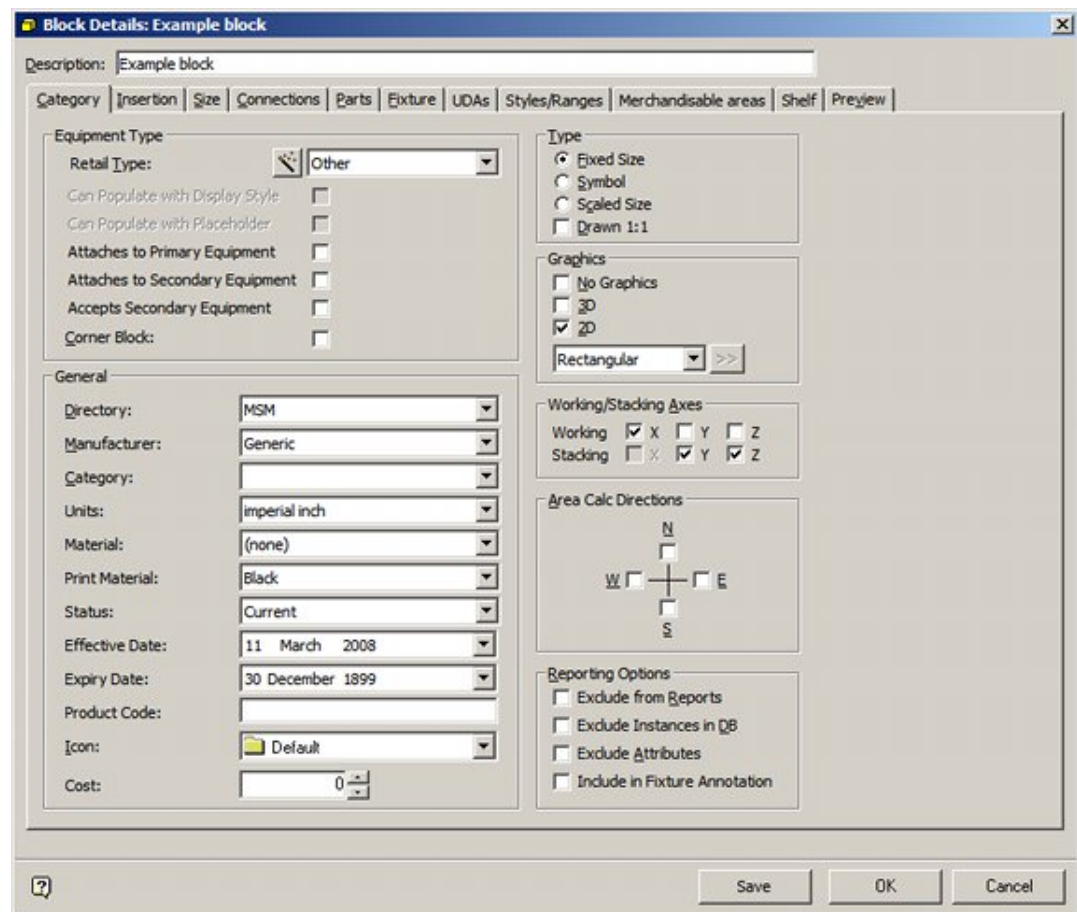 Block Details: Example block
Description: Example block
Category Insertion Size Connections Parts Fixture UDAs Styles/Ranges Merchandisable areas Shelf Preview
Equipment Type
Retail Type: Other
Can Populate with Display Style
Can Populate with Placeholder
Attaches to Primary Equipment
Attaches to Secondary Equipment
Accepts Secondary Equipment
Corner Block:
General
Directory: MSM
Manufacturer: Generic
Category:
Units: imperial inch
Material: (none)
Print Material: Black
Status: Current
Effective Date: 11 March 2008
Expiry Date: 30 December 1899
Product Code:
Icon: Default
Cost: 0
Type
Fixed Size
Symbol
Scaled Size
Drawn 1:1
Graphics
No Graphics
3D
2D
Rectangular >>
Working/Stacking Axes
Working X Y Z
Stacking X Y Z
Area Calc Directions
N
W E
S
Reporting Options
Exclude from Reports
Exclude Instances in DB
Exclude Attributes
Include in Fixture Annotation
? Save OK Cancel